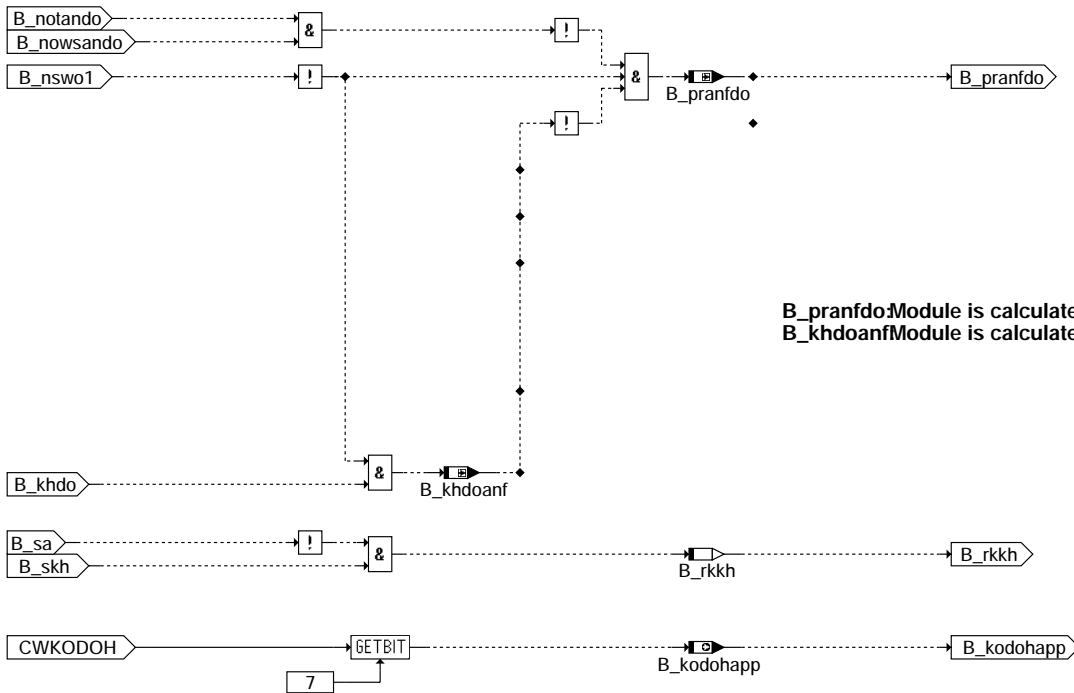 B_notando
&
!
B_nowsando
B_nswo1
!
&
B_pranfdo
B_pranfdo
!
B_pranfdo:Module is calculate
B_khdoanfModule is calculate
B_khdo
&
B_khdoanf
B_sa
!
&
B_skh
B_rkkh
B_rkkh
CWKODOH
GETBIT
B_kodohapp
B_kodohapp
7